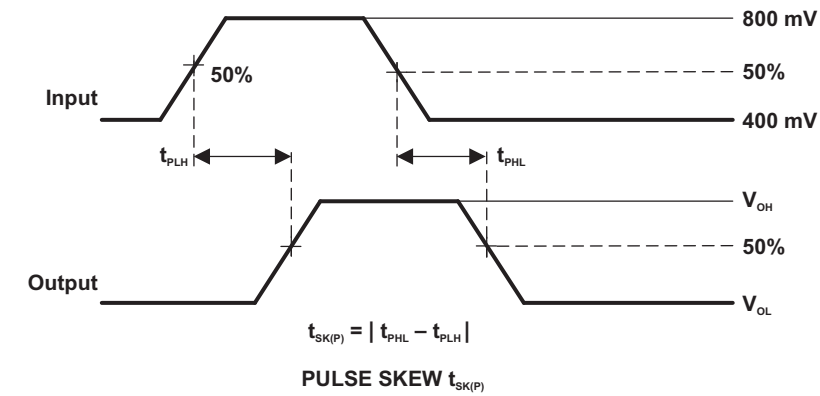 800 mV
50%
50%
Input
400 mV
tPLH
tPHL
VOH
50%
Output
VOL
tSK(P) = | tPHL – tPLH |
PULSE SKEW tSK(P)